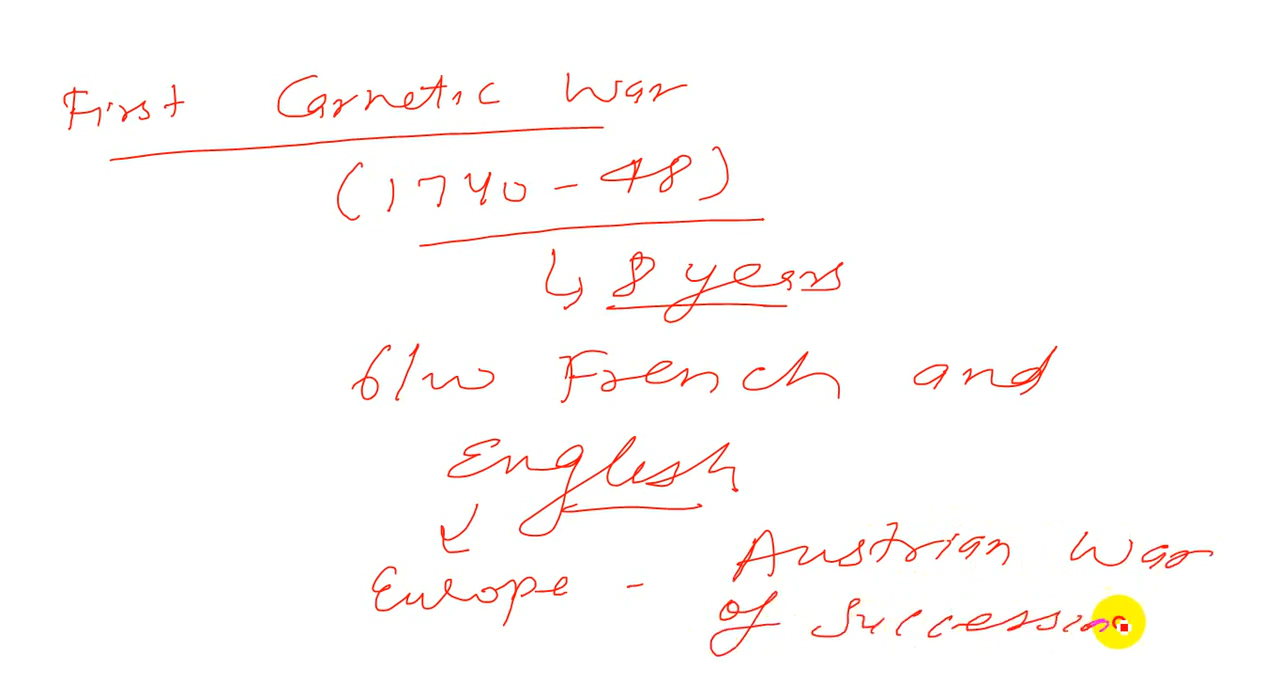 First Carnetic War
(1740-48)
↳ 8 years
b/w French and
English
↙
Europe - Austrian War
of Succession